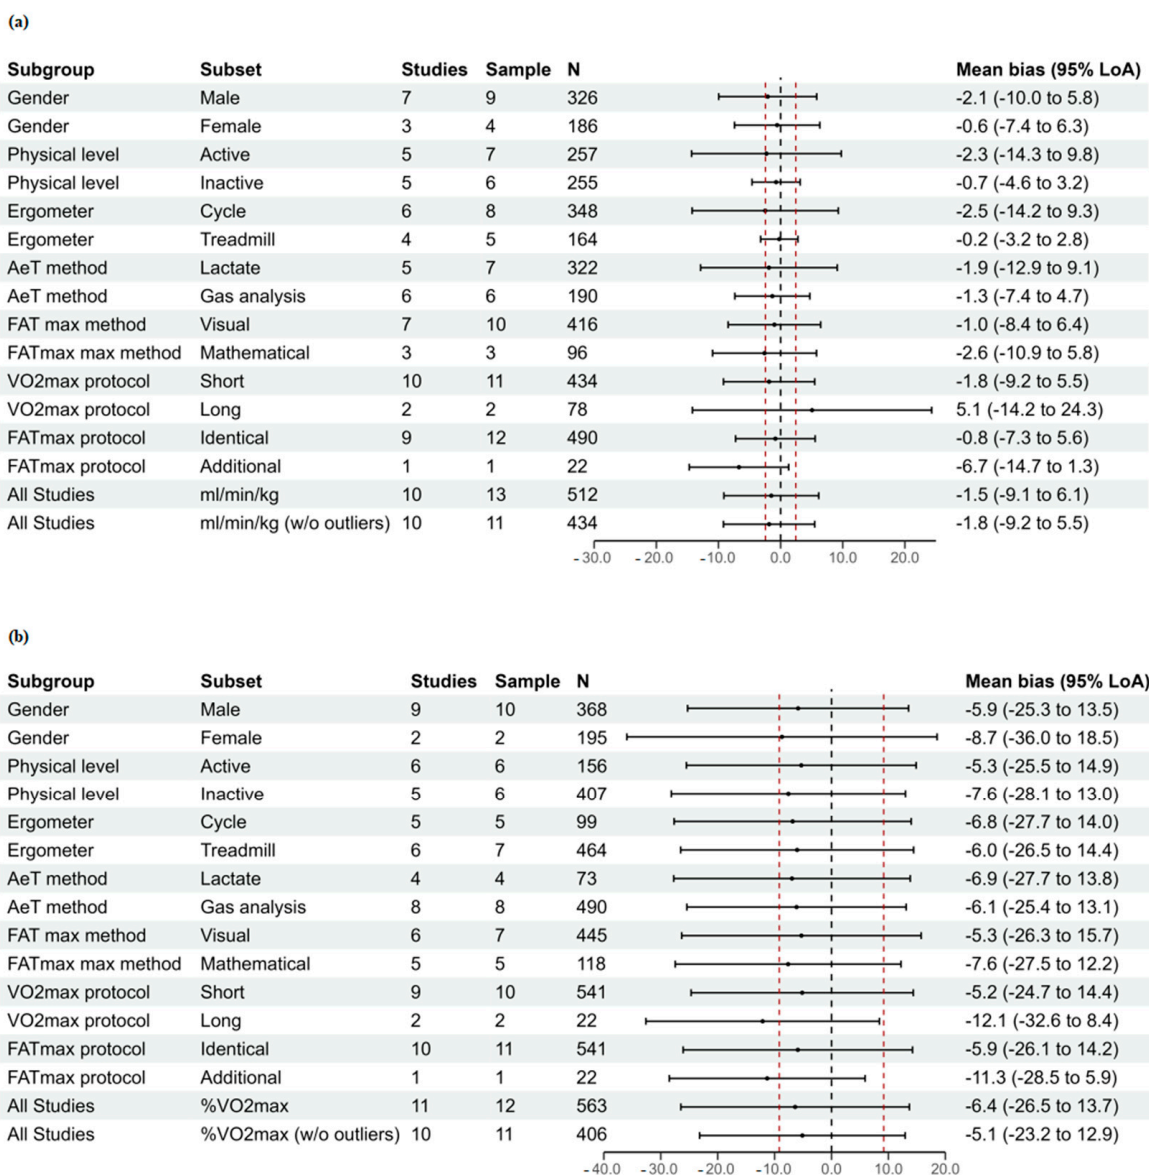 (a)
Subgroup Subset Studies Sample N Mean bias (95% LoA)
Gender Male 7 9 326 -2.1 (-10.0 to 5.8)
Gender Female 3 4 186 -0.6 (-7.4 to 6.3)
Physical level Active 5 7 257 -2.3 (-14.3 to 9.8)
Physical level Inactive 5 6 255 -0.7 (-4.6 to 3.2)
Ergometer Cycle 6 8 348 -2.5 (-14.2 to 9.3)
Ergometer Treadmill 4 5 164 -0.2 (-3.2 to 2.8)
AeT method Lactate 5 7 322 -1.9 (-12.9 to 9.1)
AeT method Gas analysis 6 6 190 -1.3 (-7.4 to 4.7)
FAT max method Visual 7 10 416 -1.0 (-8.4 to 6.4)
FATmax max method Mathematical 3 3 96 -2.6 (-10.9 to 5.8)
VO2max protocol Short 10 11 434 -1.8 (-9.2 to 5.5)
VO2max protocol Long 2 2 78 5.1 (-14.2 to 24.3)
FATmax protocol Identical 9 12 490 -0.8 (-7.3 to 5.6)
FATmax protocol Additional 1 1 22 -6.7 (-14.7 to 1.3)
All Studies ml/min/kg 10 13 512 -1.5 (-9.1 to 6.1)
All Studies ml/min/kg (w/o outliers) 10 11 434 -1.8 (-9.2 to 5.5)
-30.0 -20.0 -10.0 0.0 10.0 20.0
(b)
Subgroup Subset Studies Sample N Mean bias (95% LoA)
Gender Male 9 10 368 -5.9 (-25.3 to 13.5)
Gender Female 2 2 195 -8.7 (-36.0 to 18.5)
Physical level Active 6 6 156 -5.3 (-25.5 to 14.9)
Physical level Inactive 5 6 407 -7.6 (-28.1 to 13.0)
Ergometer Cycle 5 5 99 -6.8 (-27.7 to 14.0)
Ergometer Treadmill 6 7 464 -6.0 (-26.5 to 14.4)
AeT method Lactate 4 4 73 -6.9 (-27.7 to 13.8)
AeT method Gas analysis 8 8 490 -6.1 (-25.4 to 13.1)
FAT max method Visual 6 7 445 -5.3 (-26.3 to 15.7)
FATmax max method Mathematical 5 5 118 -7.6 (-27.5 to 12.2)
VO2max protocol Short 9 10 541 -5.2 (-24.7 to 14.4)
VO2max protocol Long 2 2 22 -12.1 (-32.6 to 8.4)
FATmax protocol Identical 10 11 541 -5.9 (-26.1 to 14.2)
FATmax protocol Additional 1 1 22 -11.3 (-28.5 to 5.9)
All Studies %VO2max 11 12 563 -6.4 (-26.5 to 13.7)
All Studies %VO2max (w/o outliers) 10 11 406 -5.1 (-23.2 to 12.9)
-40.0 -30.0 -20.0 -10.0 0.0 10.0 20.0